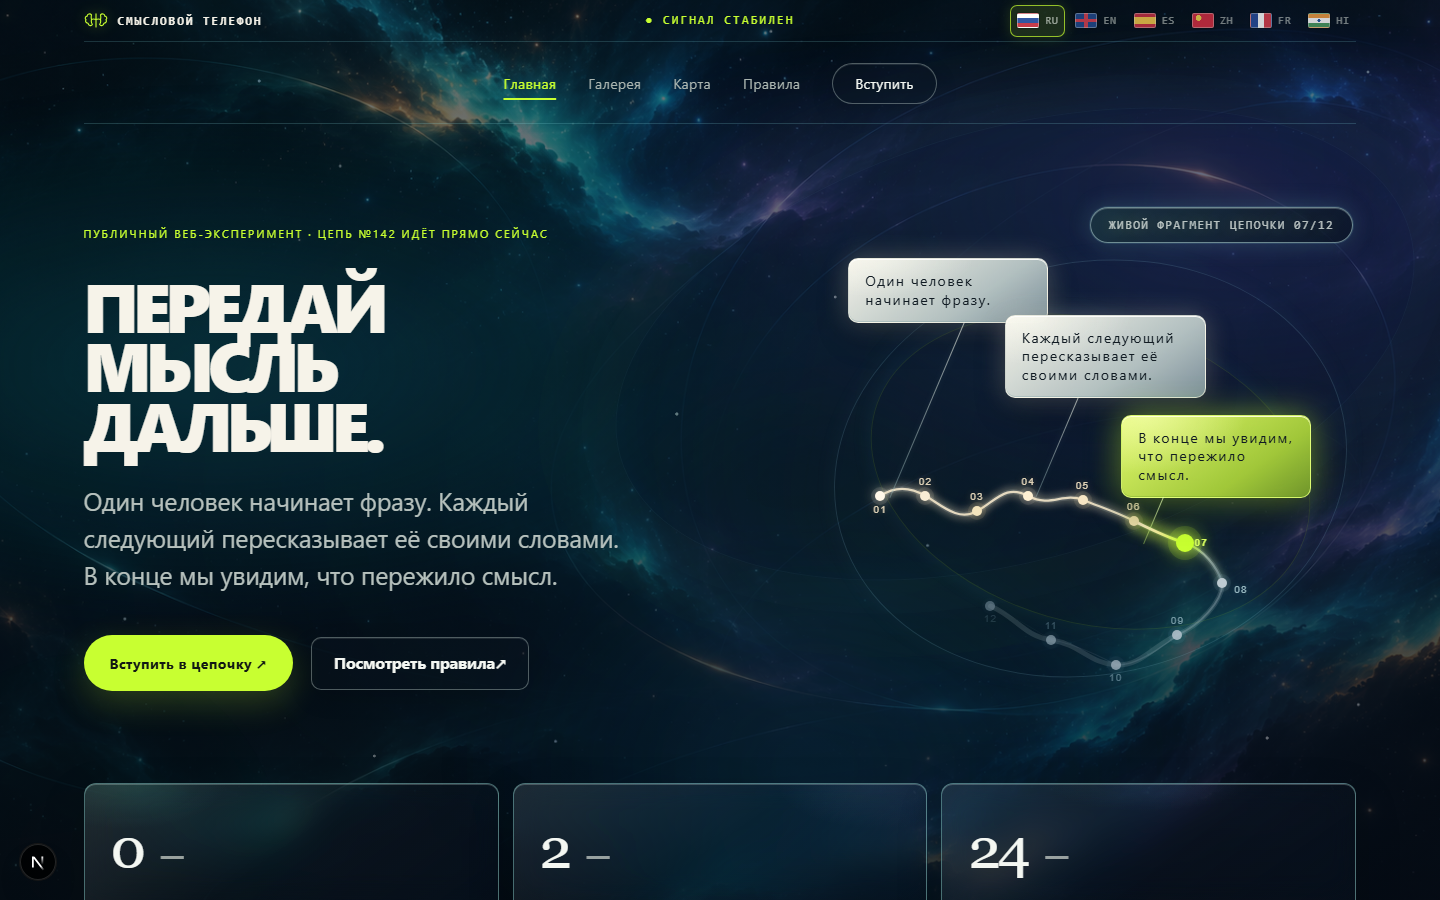 СМЫСЛОВОЙ ТЕЛЕФОН
СИГНАЛ СТАБИЛЕН
RU
EN
ES
ZH
FR
HI
Главная
Галерея
Карта
Правила
Вступить
ПУБЛИЧНЫЙ ВЕБ-ЭКСПЕРИМЕНТ · ЦЕПЬ №142 ИДЁТ ПРЯМО СЕЙЧАС
ПЕРЕДАЙ
МЫСЛЬ
ДАЛЬШЕ.
Один человек начинает фразу. Каждый
следующий пересказывает её своими словами.
В конце мы увидим, что пережило смысл.
Вступить в цепочку ↗
Посмотреть правила↗
ЖИВОЙ ФРАГМЕНТ ЦЕПОЧКИ 07/12
Один человек
начинает фразу.
Каждый следующий
пересказывает её
своими словами.
В конце мы увидим,
что пережило
смысл.
01
02
03
04
05
06
07
08
09
10
11
12
0 —
2 —
24 —
N